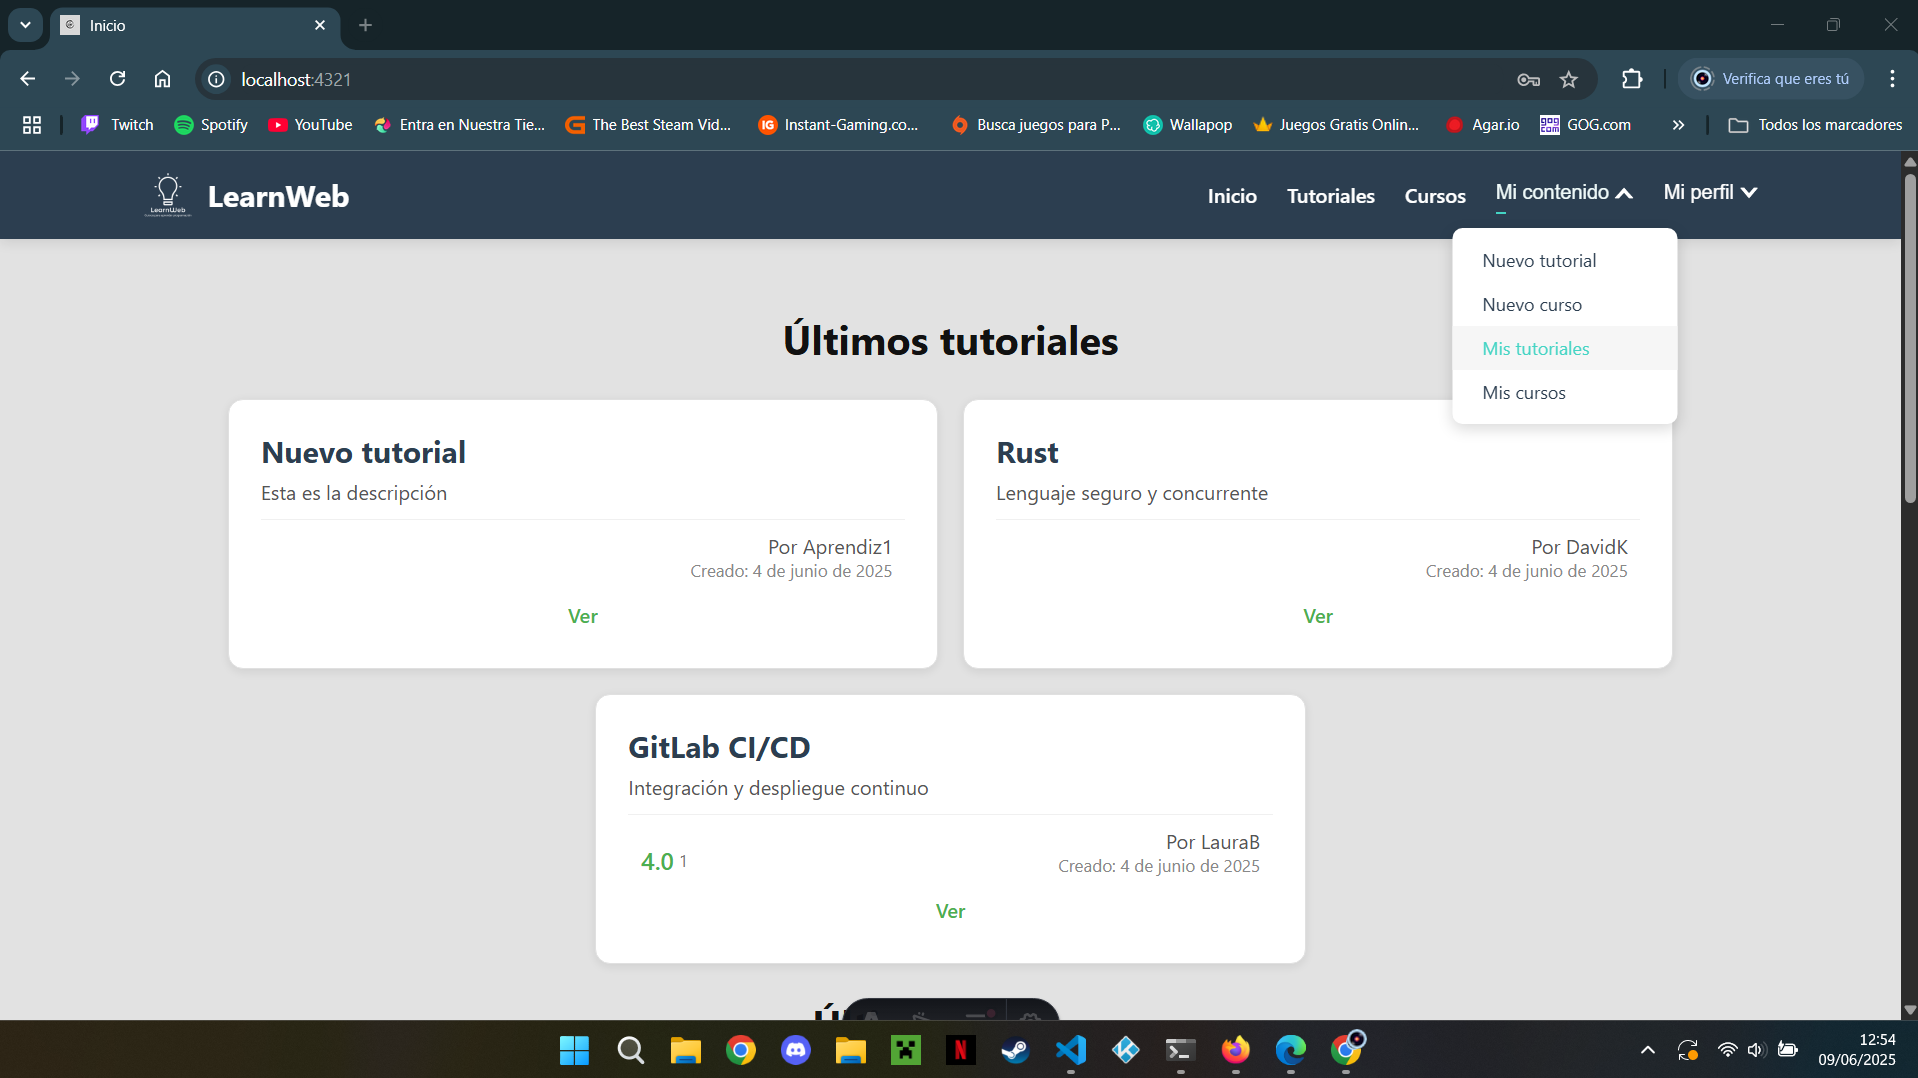 Inicio
localhost:4321
Verifica que eres tú
Twitch
Spotify
YouTube
Entra en Nuestra Tie...
The Best Steam Vid...
Instant-Gaming.co...
Busca juegos para P...
Wallapop
Juegos Gratis Onlin...
Agar.io
GOG.com
Todos los marcadores
LearnWeb
LearnWeb
Inicio
Tutoriales
Cursos
Mi contenido
Mi perfil
Nuevo tutorial
Nuevo curso
Mis tutoriales
Mis cursos
Últimos tutoriales
Nuevo tutorial
Esta es la descripción
Por Aprendiz1
Creado: 4 de junio de 2025
Ver
Rust
Lenguaje seguro y concurrente
Por DavidK
Creado: 4 de junio de 2025
Ver
GitLab CI/CD
Integración y despliegue continuo
4.0 1
Por LauraB
Creado: 4 de junio de 2025
Ver
12:54
09/06/2025